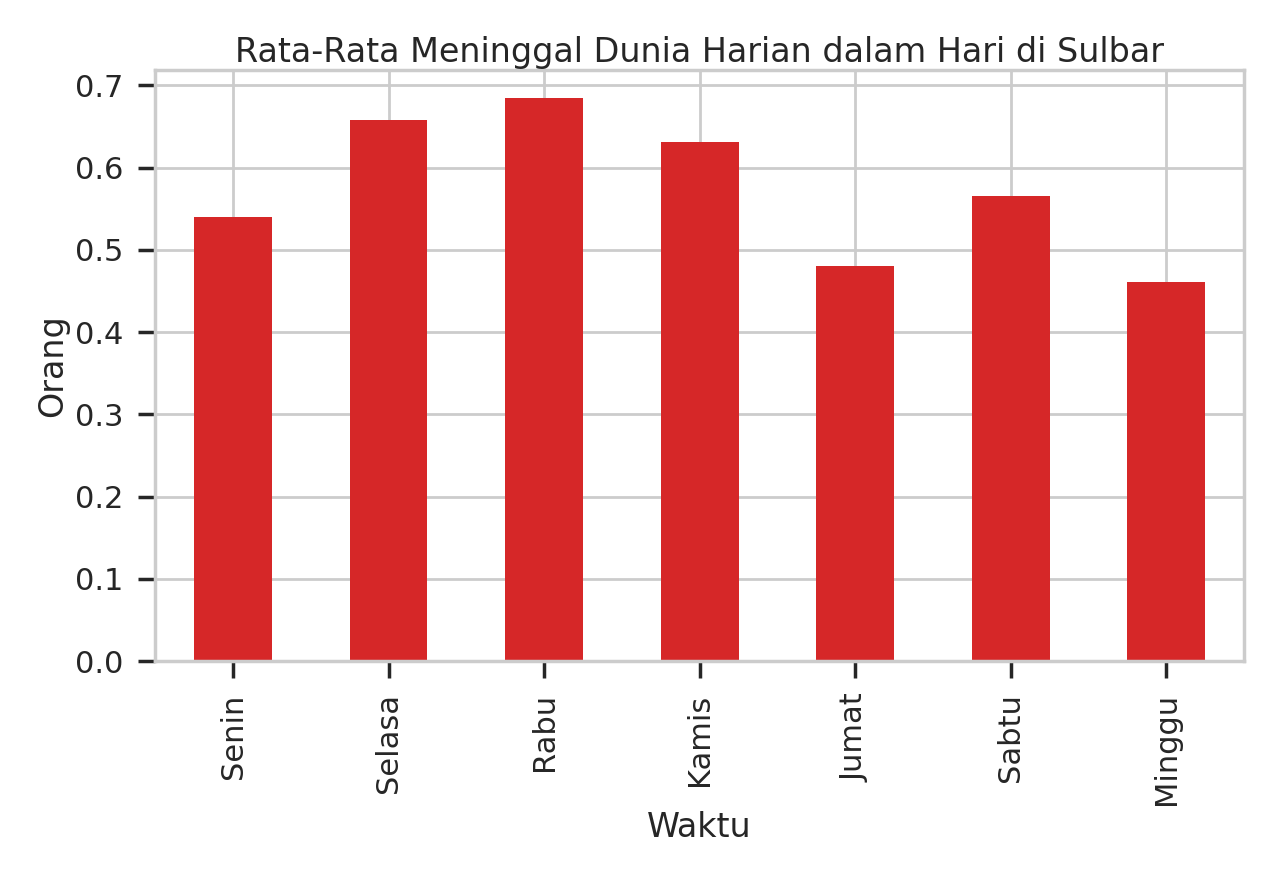 Rata-Rata Meninggal Dunia Harian dalam Hari di Sulbar
0.7
0.6
0.5
0.4
0.3
0.2
0.1
0.0
Orang
Senin
Selasa
Rabu
Kamis
Jumat
Sabtu
Minggu
Waktu